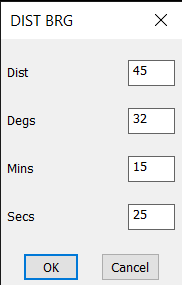 DIST BRG
Dist 45
Degs 32
Mins 15
Secs 25
OK Cancel